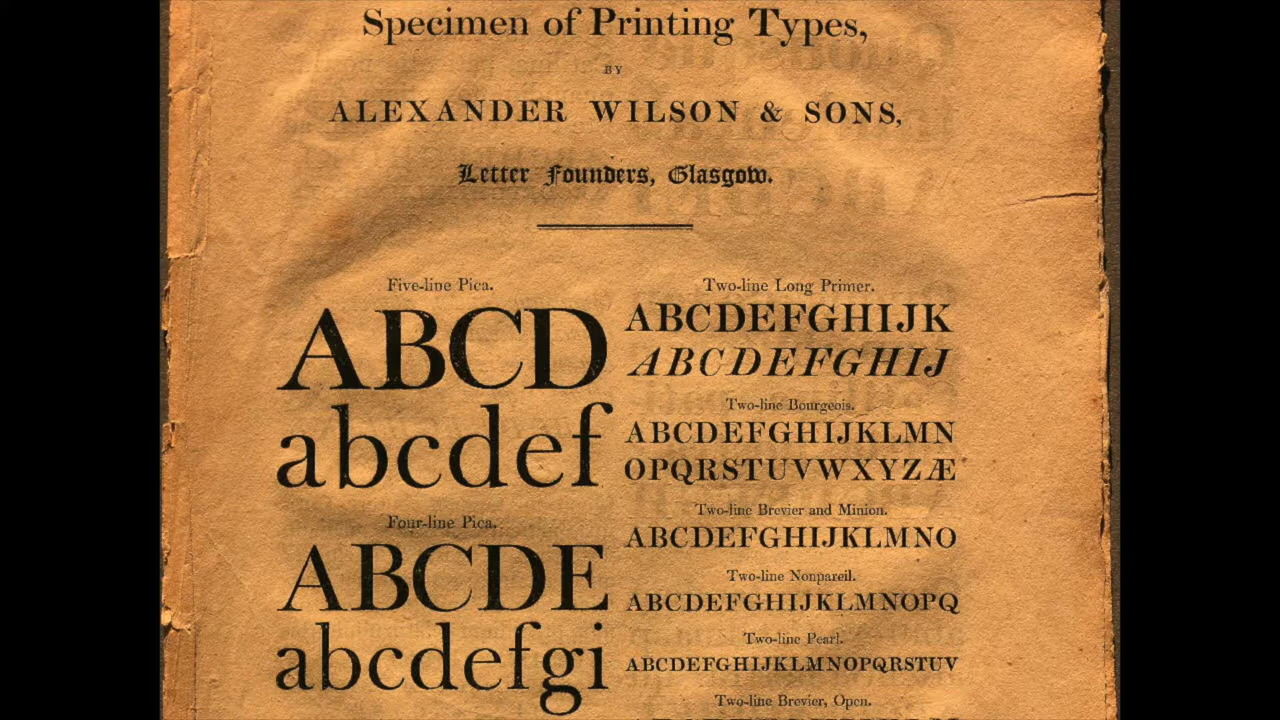 Specimen of Printing Types,
BY
ALEXANDER WILSON & SONS,
Letter Founders, Glasgow.
Five-line Pica.
ABCD
abcdef
Four-line Pica.
ABCDE
abcdefgi
Two-line Long Primer.
ABCDEFGHIJK
ABCDEFGHIJ
Two-line Bourgeois.
ABCDEFGHIJKLMN
OPQRSTUVWXYZÆ
Two-line Brevier and Minion.
ABCDEFGHIJKLMNO
Two-line Nonpareil.
ABCDEFGHIJKLMNOPQ
Two-line Pearl.
ABCDEFGHIJKLMNOPQRSTUV
Two-line Brevier, Open.